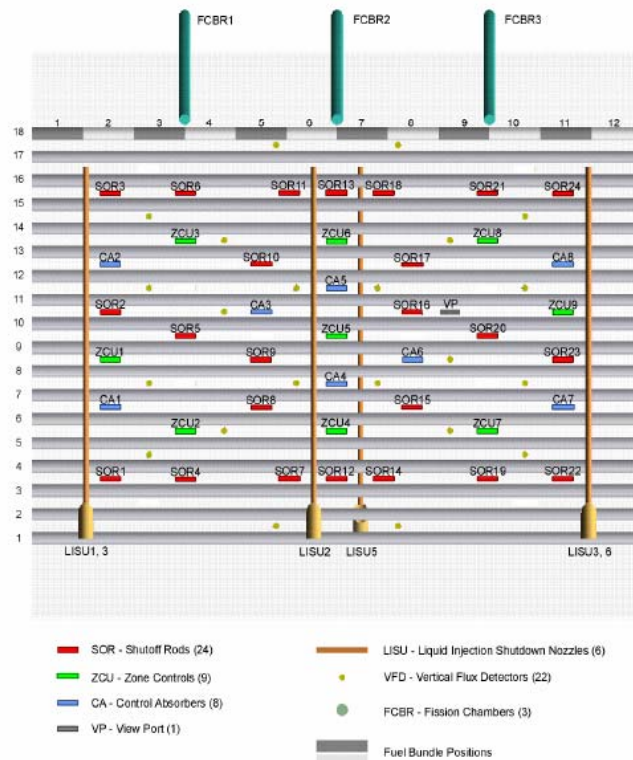 FCBR1 FCBR2 FCBR3
1 2 3 4 5 6 7 8 9 10 11 12
18
17
16
SOR3 SOR6 SOR11 SOR13 SOR18 SOR21 SOR24
15
14
ZCU3 ZCU6 ZCU8
13
CA2 SOR10 SOR17 CA8
12
CA5
11
SOR2 CA3 SOR16 VP ZCU9
10
SOR5 ZCU5 SOR20
9
ZCU1 SOR9 CA6 SOR23
8
CA4
7
CA1 SOR8 SOR15 CA7
6
ZCU2 ZCU4 ZCU7
5
4
SOR1 SOR4 SOR7 SOR12 SOR14 SOR19 SOR22
3
2
1
LISU1, 3 LISU2 LISU5 LISU3, 6
SOR - Shutoff Rods (24)
ZCU - Zone Controls (9)
CA - Control Absorbers (8)
VP - View Port (1)
LISU - Liquid Injection Shutdown Nozzles (6)
VFD - Vertical Flux Detectors (22)
FCBR - Fission Chambers (3)
Fuel Bundle Positions